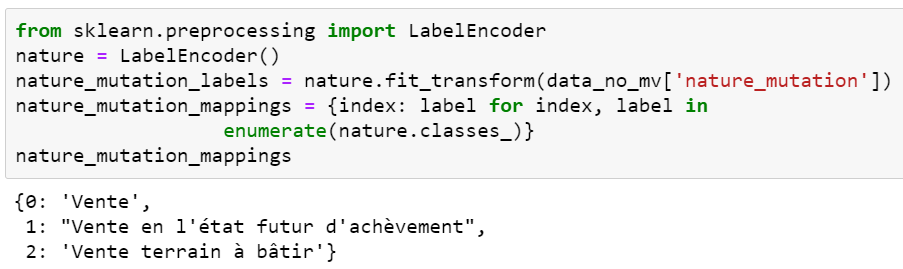 from sklearn.preprocessing import LabelEncoder
nature = LabelEncoder()
nature_mutation_labels = nature.fit_transform(data_no_mv['nature_mutation'])
nature_mutation_mappings = {index: label for index, label in
                 enumerate(nature.classes_)}
nature_mutation_mappings
{0: 'Vente',
 1: "Vente en l'état futur d'achèvement",
 2: 'Vente terrain à bâtir'}